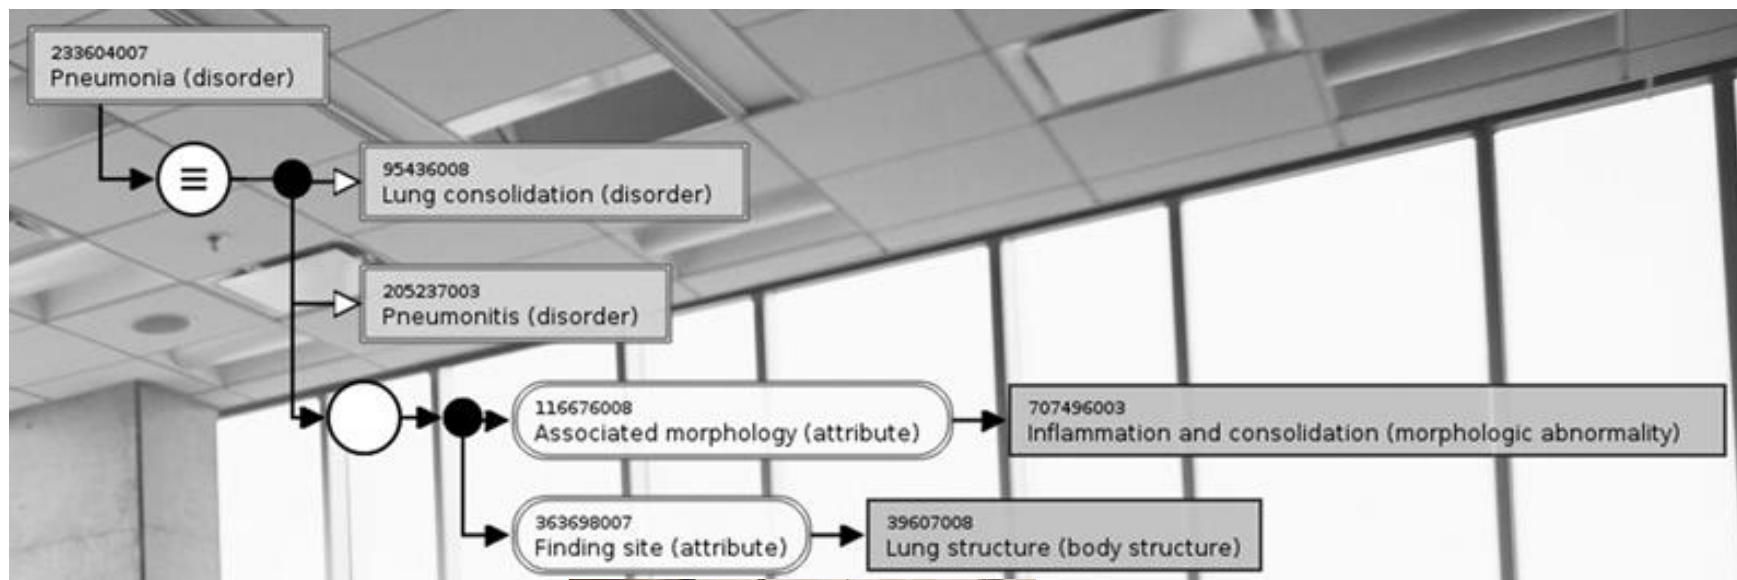 233604007
Pneumonia (disorder)
95436008
Lung consolidation (disorder)
205237003
Pneumonitis (disorder)
116676008
Associated morphology (attribute)
707496003
Inflammation and consolidation (morphologic abnormality)
363698007
Finding site (attribute)
39607008
Lung structure (body structure)